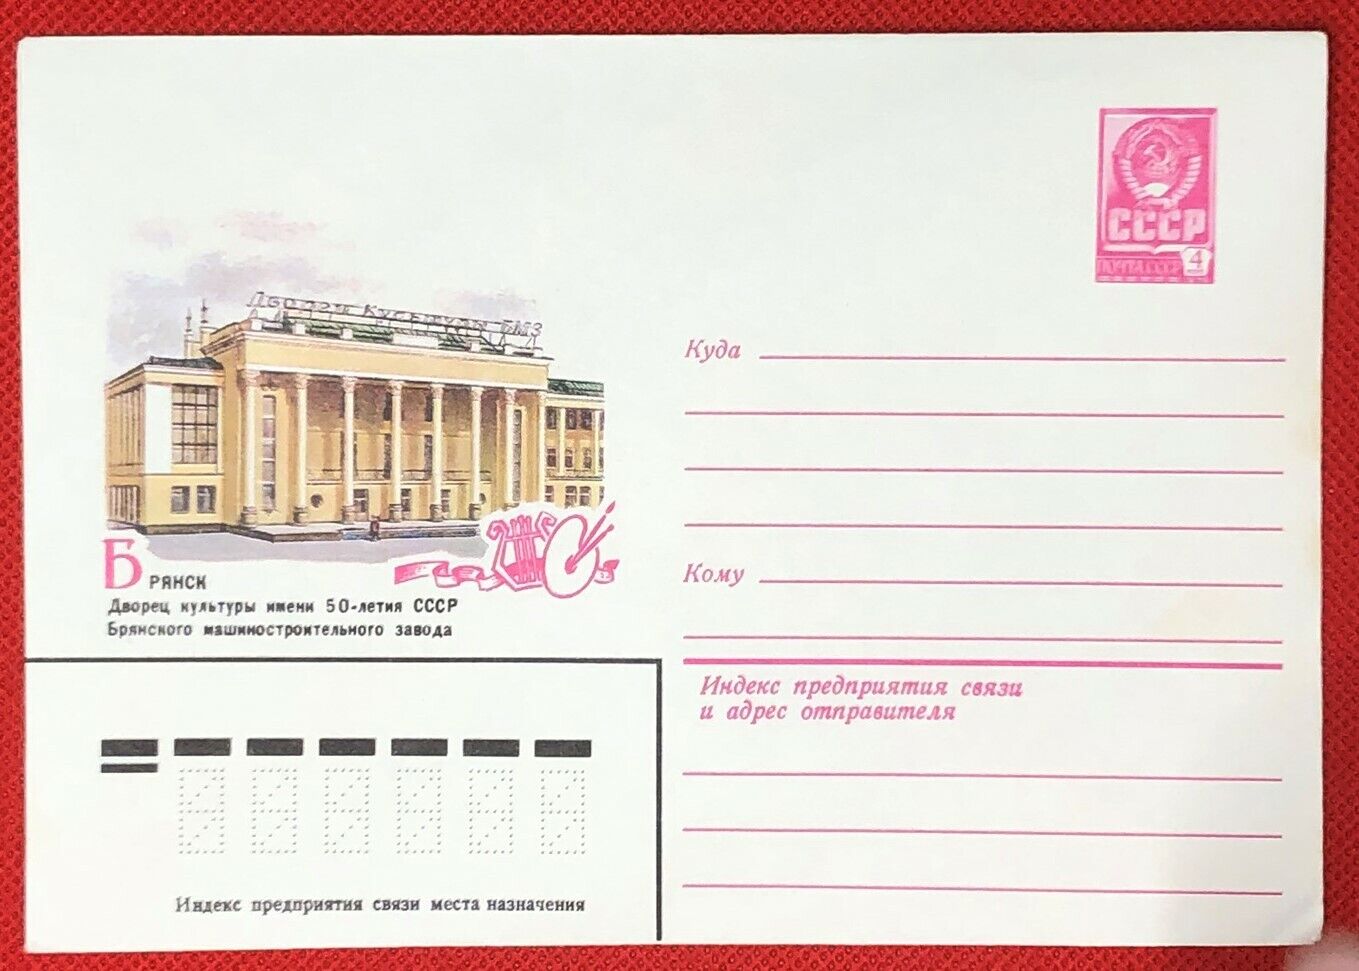 СССР
ПОЧТА СССР 4
Дворец Культуры БМЗ
Куда
Кому
БРЯНСК
Дворец культуры имени 50-летия СССР
Брянского машиностроительного завода
Индекс предприятия связи
и адрес отправителя
Индекс предприятия связи места назначения